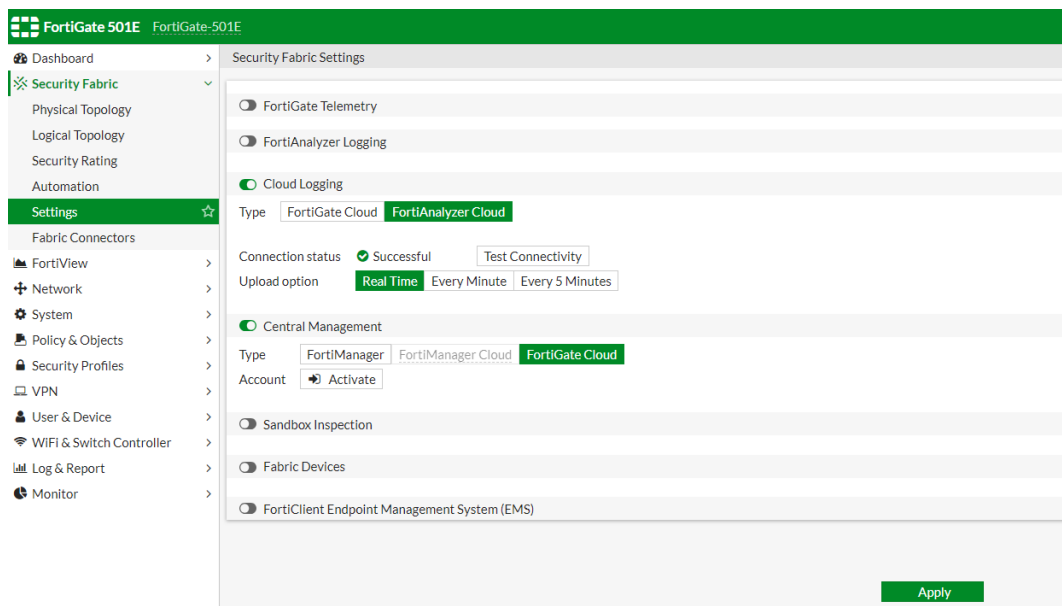 FortiGate 501E FortiGate-501E
Dashboard
Security Fabric
Physical Topology
Logical Topology
Security Rating
Automation
Settings
Fabric Connectors
FortiView
Network
System
Policy & Objects
Security Profiles
VPN
User & Device
WiFi & Switch Controller
Log & Report
Monitor
Security Fabric Settings
FortiGate Telemetry
FortiAnalyzer Logging
Cloud Logging
Type FortiGate Cloud FortiAnalyzer Cloud
Connection status Successful Test Connectivity
Upload option Real Time Every Minute Every 5 Minutes
Central Management
Type FortiManager FortiManager Cloud FortiGate Cloud
Account Activate
Sandbox Inspection
Fabric Devices
FortiClient Endpoint Management System (EMS)
Apply